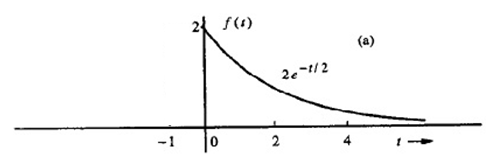 2 f(t) (a)
2e^{-t/2}
-1 0 2 4 t →